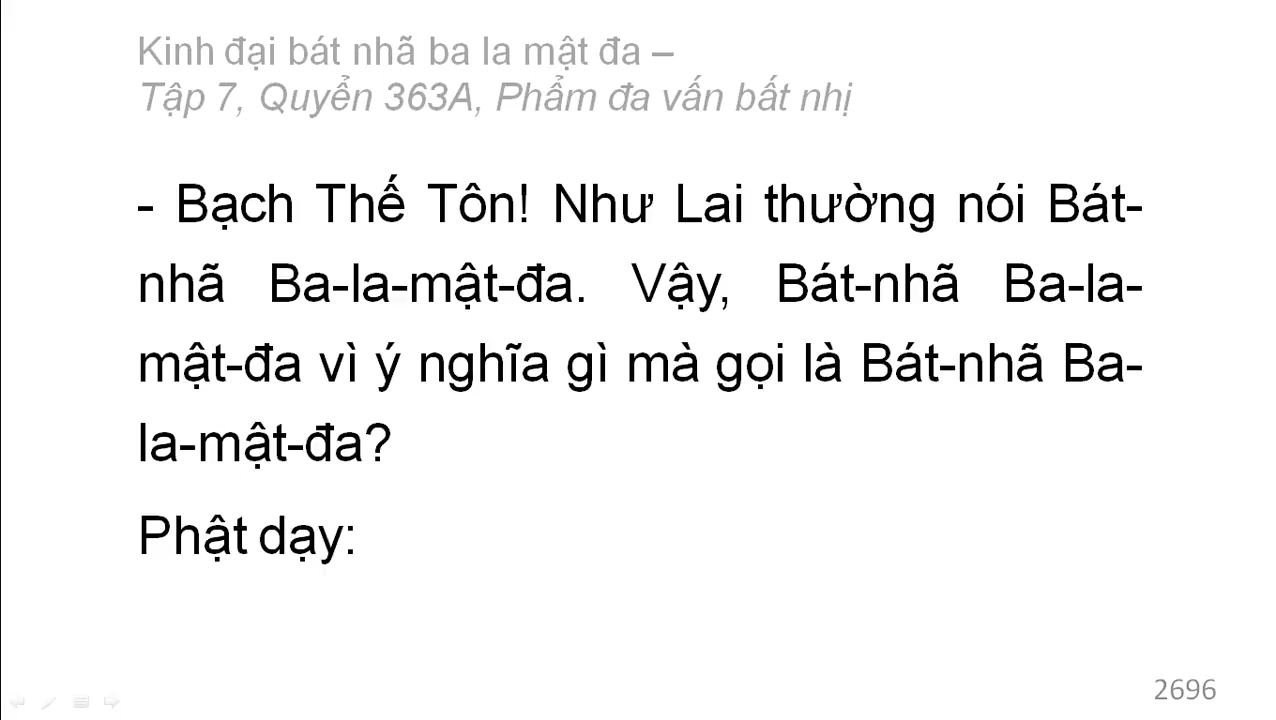 Kinh đại bát nhã ba la mật đa –
Tập 7, Quyển 363A, Phẩm đa vấn bất nhị
- Bạch Thế Tôn! Như Lai thường nói Bát-
nhã Ba-la-mật-đa. Vậy, Bát-nhã Ba-la-
mật-đa vì ý nghĩa gì mà gọi là Bát-nhã Ba-
la-mật-đa?
Phật dạy:
2696